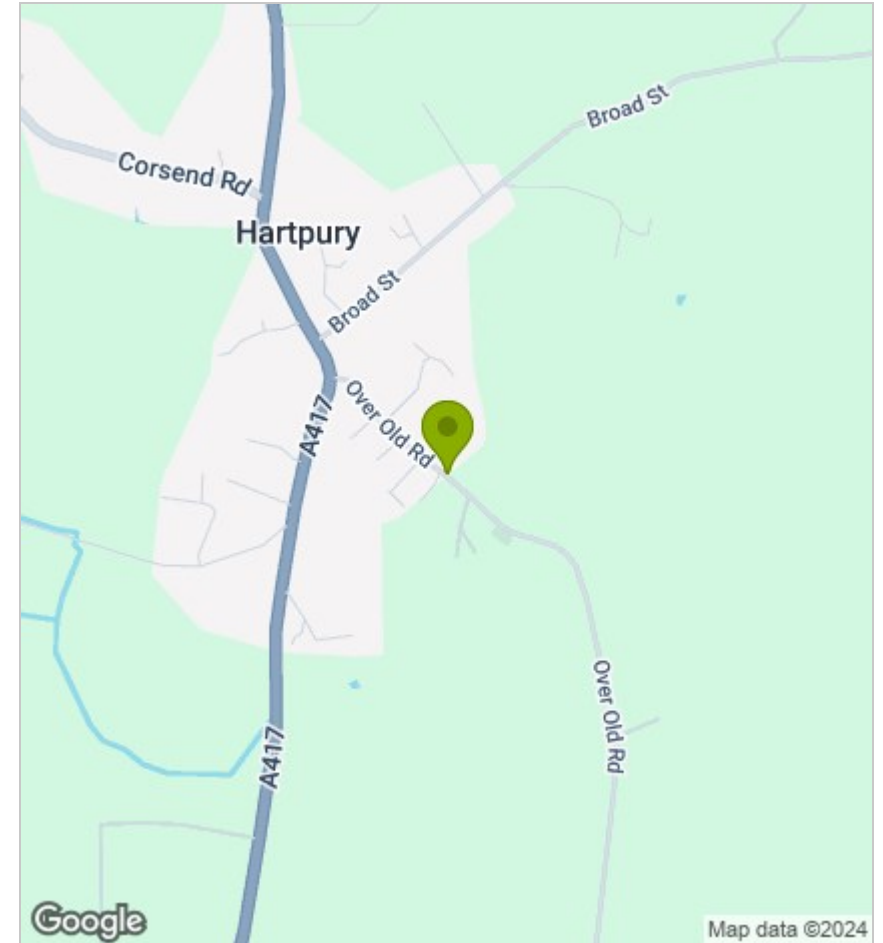 Broad St
Corsend Rd
Hartpury
Broad St
Over Old Rd
A417
Over Old Rd
A417
Google
Map data ©2024